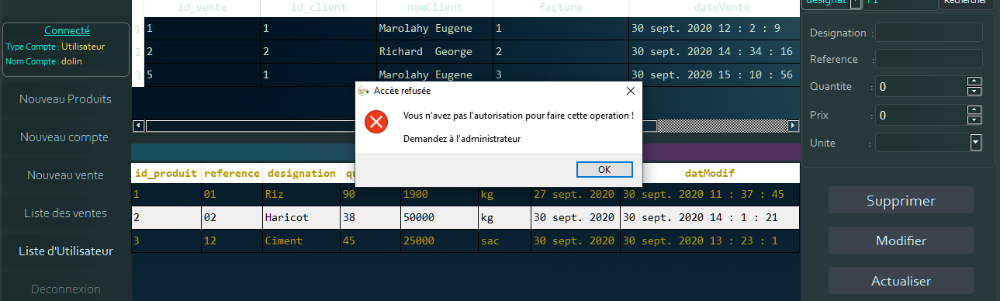 id_vente id_client nomClient facture dateVente
désignat Rechercher
Connecté
Type Compte : Utilisateur
Nom Compte : dolin
1 1 1 Marolahy Eugene 1 30 sept. 2020 12 : 2 : 9
2 2 2 Richard George 2 30 sept. 2020 14 : 34 : 16
3 5 1 Marolahy Eugene 3 30 sept. 2020 15 : 10 : 56
Designation :
Reference :
Quantite : 0
Prix : 0
Unite :
Nouveau Produits
Nouveau compte
Nouveau vente
Liste des ventes
Liste d'Utilisateur
Deconnexion
Accèe refusée
Vous n'avez pas l'autorisation pour faire cette operation !
Demandez à l'administrateur
OK
id_produit reference designation datModif
1 01 Riz 90 1900 kg 27 sept. 2020 30 sept. 2020 11 : 37 : 45
2 02 Haricot 38 50000 kg 30 sept. 2020 30 sept. 2020 14 : 1 : 21
3 12 Ciment 45 25000 sac 30 sept. 2020 30 sept. 2020 13 : 23 : 1
Supprimer
Modifier
Actualiser